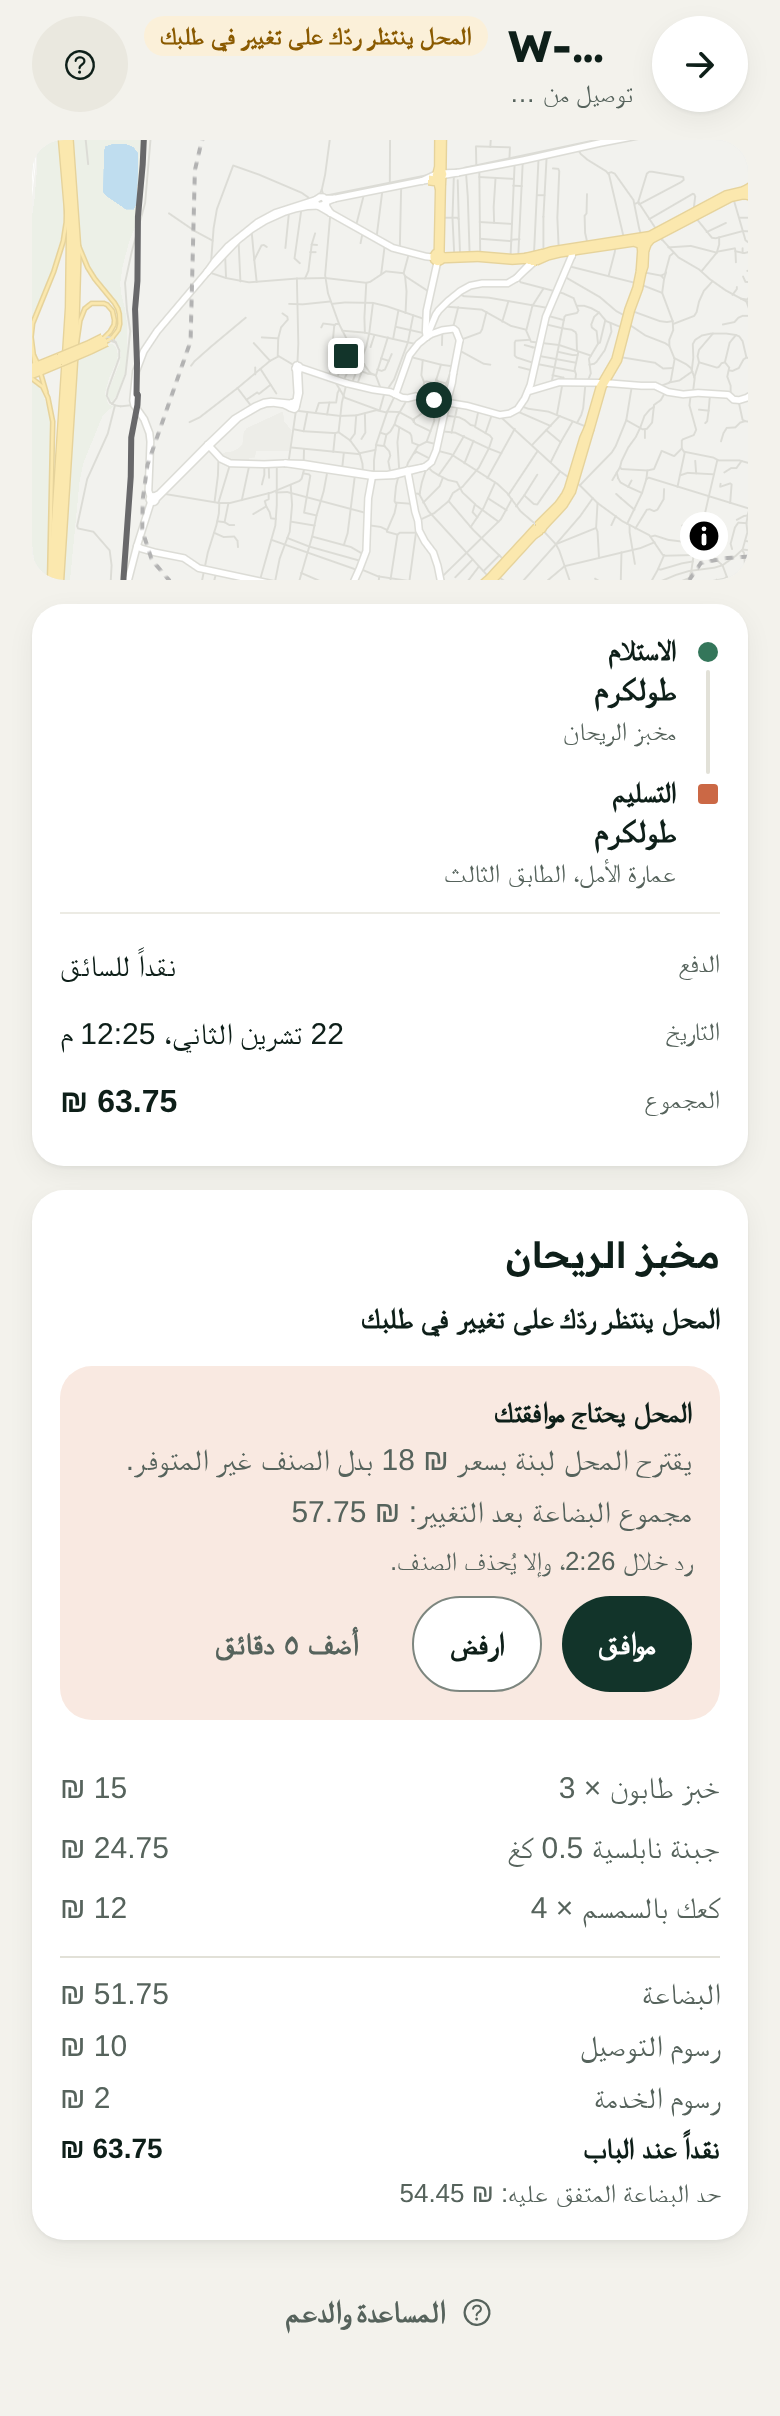 W-...
المحل ينتظر ردّك على تغيير في طلبك
توصيل من ...
الاستلام
طولكرم
مخبز الريحان
التسليم
طولكرم
عمارة الأمل، الطابق الثالث
الدفع
نقداً للسائق
التاريخ
22 تشرين الثاني، 12:25 م
المجموع
63.75 ₪
مخبز الريحان
المحل ينتظر ردّك على تغيير في طلبك
المحل يحتاج موافقتك
يقترح المحل لبنة بسعر ₪ 18 بدل الصنف غير المتوفر.
مجموع البضاعة بعد التغيير: ₪ 57.75
رد خلال 2:26، وإلا يُحذف الصنف.
موافق
ارفض
أضف ٥ دقائق
خبز طابون × 3
15 ₪
جبنة نابلسية 0.5 كغ
24.75 ₪
كعك بالسمسم × 4
12 ₪
البضاعة
51.75 ₪
رسوم التوصيل
10 ₪
رسوم الخدمة
2 ₪
نقداً عند الباب
63.75 ₪
حد البضاعة المتفق عليه: ₪ 54.45
المساعدة والدعم